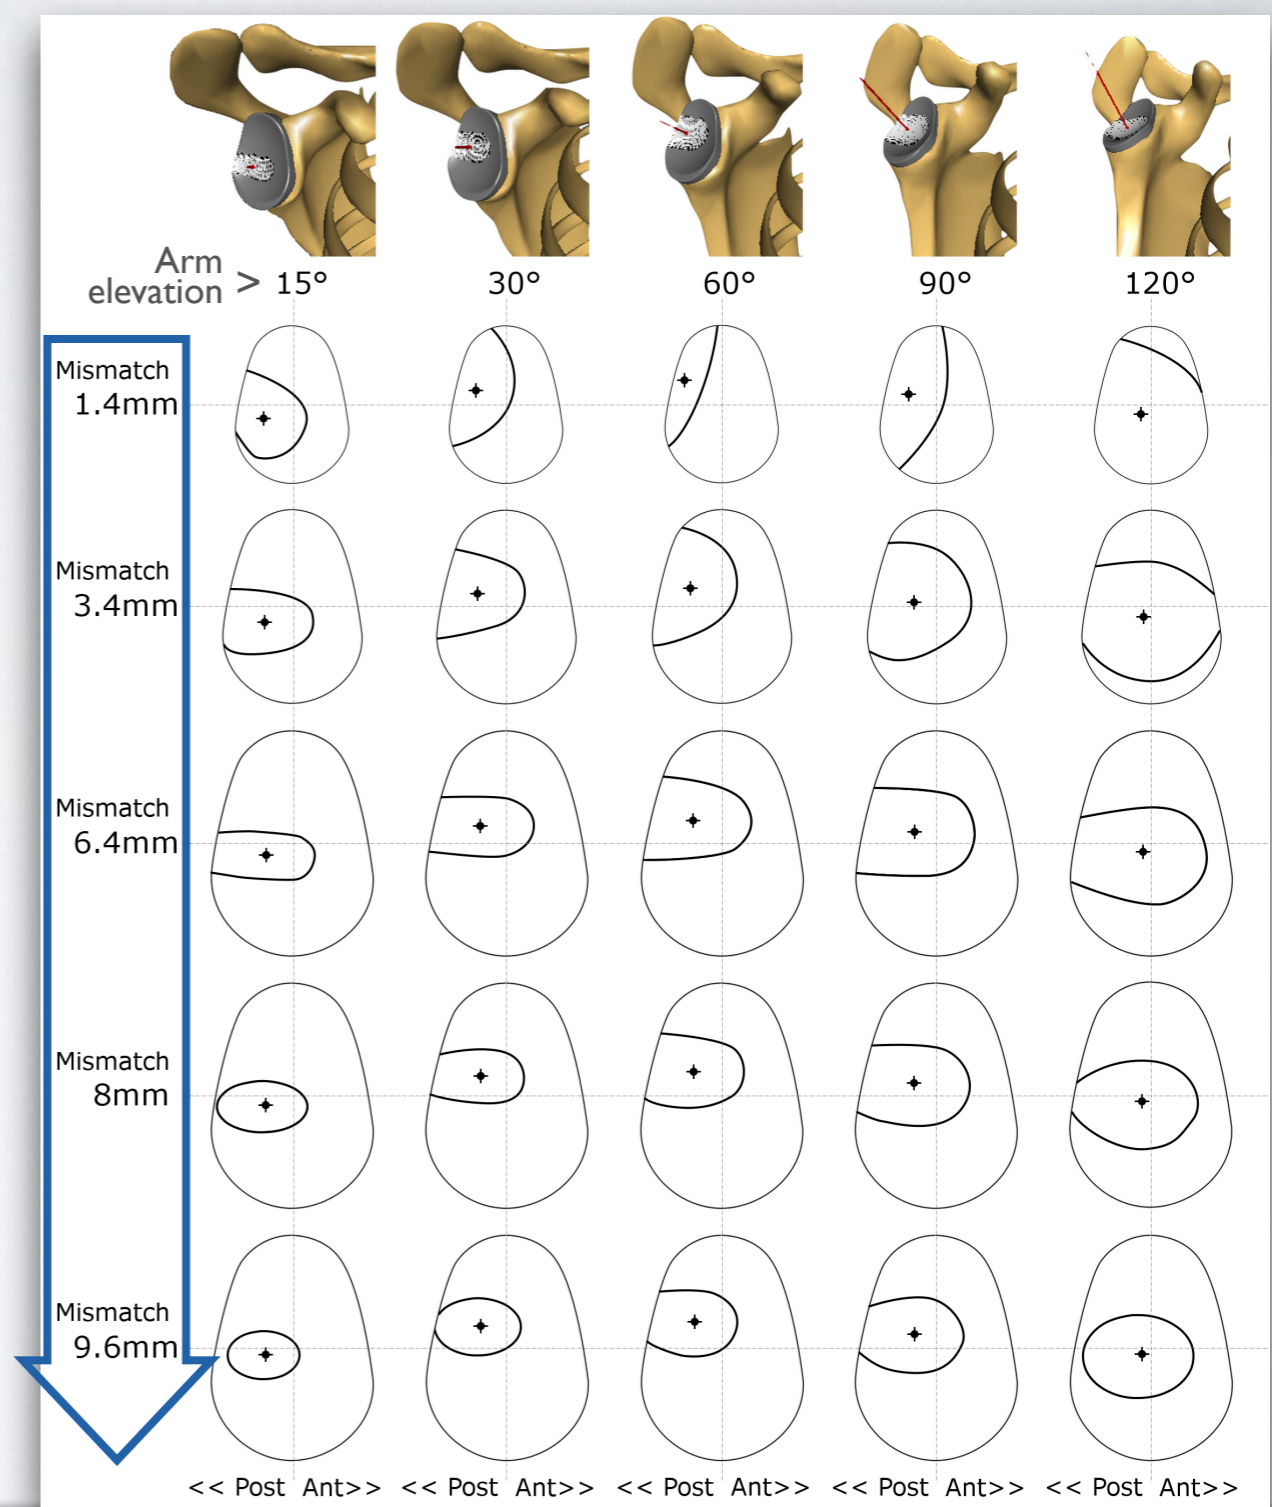 Arm
elevation > 15° 30° 60° 90° 120°
Mismatch
1.4mm
Mismatch
3.4mm
Mismatch
6.4mm
Mismatch
8mm
Mismatch
9.6mm
<< Post Ant>> << Post Ant>> << Post Ant>> << Post Ant>> << Post Ant>>